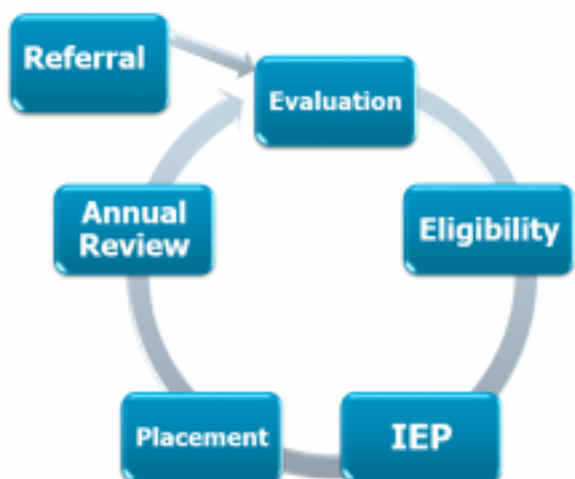 Referral
Evaluation
Eligibility
IEP
Placement
Annual
Review